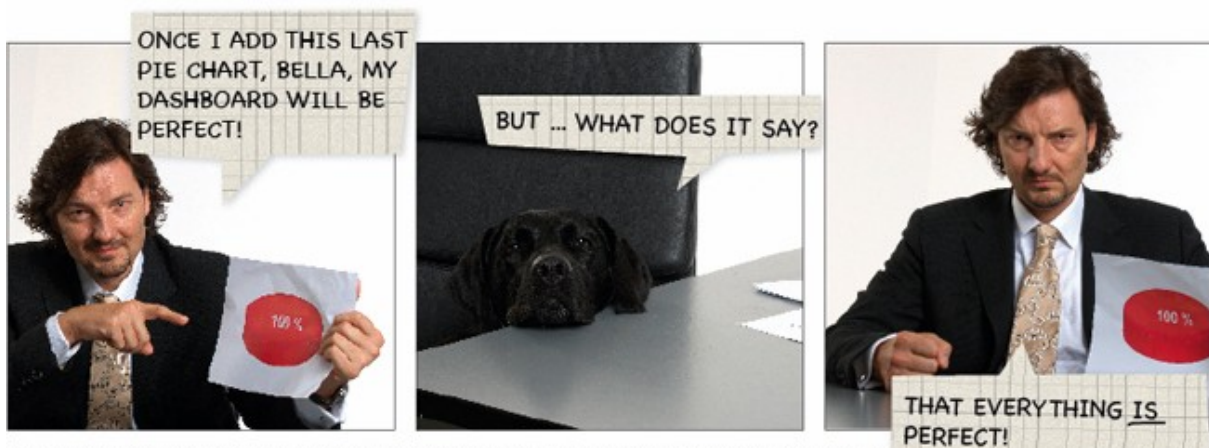 ONCE I ADD THIS LAST
PIE CHART, BELLA, MY
DASHBOARD WILL BE
PERFECT!
100 %
BUT ... WHAT DOES IT SAY?
100 %
THAT EVERYTHING IS
PERFECT!